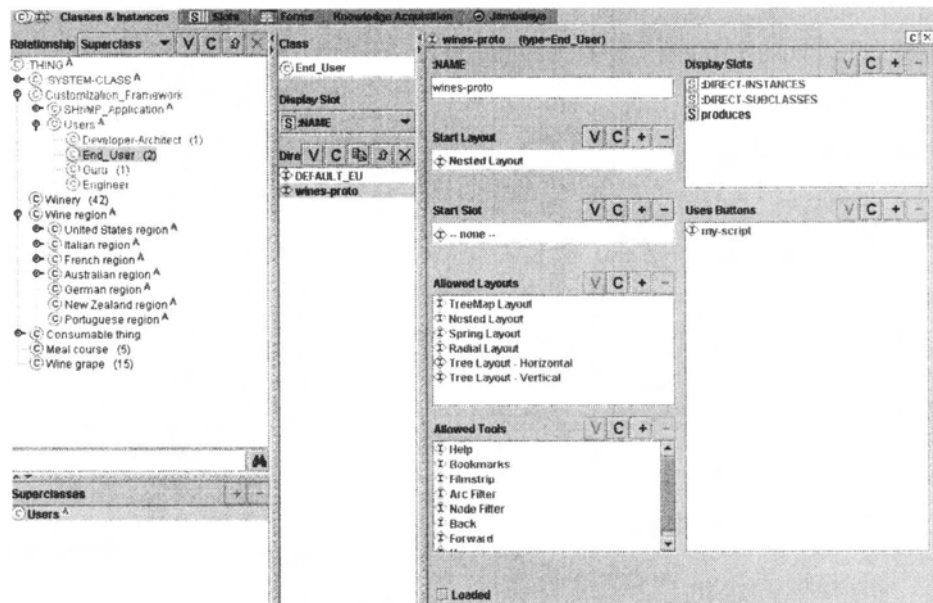 Classes & Instances S Slots Forms Knowledge Acquisition Jambalaya
Relationship Superclass V C
C THING A
C :SYSTEM-CLASS A
C Customization_Framework
C SHriMP_Application A
C Users A
C Developer-Architect (1)
C End_User (2)
C Guru (1)
C Engineer
C Winery (42)
C Wine region A
C United States region A
C Italian region A
C French region A
C Australian region A
C German region A
C New Zealand region A
C Portuguese region A
C Consumable thing
C Meal course (5)
C Wine grape (15)
Superclasses + -
C Users A
Class
C End_User
Display Slot
S :NAME
Dire V C
I DEFAULT_EU
I wines-proto
I wines-proto (type=End_User) C X
:NAME
wines-proto
Start Layout V C + -
I Nested Layout
Start Slot V C + -
I -- none --
Allowed Layouts V C + -
I TreeMap Layout
I Nested Layout
I Spring Layout
I Radial Layout
I Tree Layout - Horizontal
I Tree Layout - Vertical
Allowed Tools V C + -
I Help
I Bookmarks
I Filmstrip
I Arc Filter
I Node Filter
I Back
I Forward
Loaded
Display Slots V C + -
S :DIRECT-INSTANCES
S :DIRECT-SUBCLASSES
S produces
Uses Buttons V C + -
I my-script